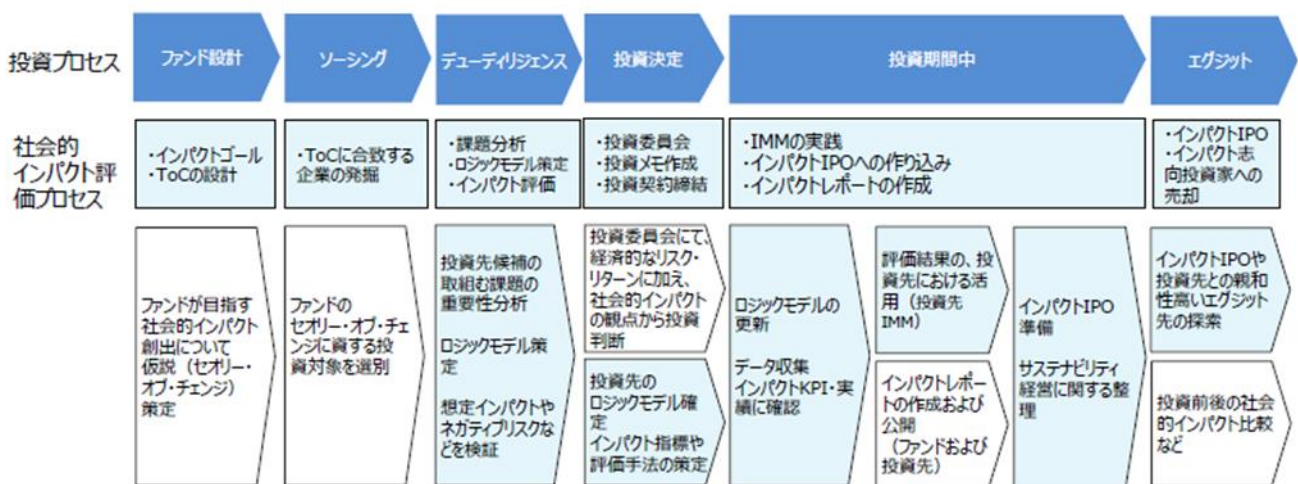 投資プロセス
ファンド設計
ソーシング
デューディリジェンス
投資決定
投資期間中
エグジット
社会的
インパクト評
価プロセス
・インパクトゴール
・ToCの設計
・ToCに合致する
企業の発掘
・課題分析
・ロジックモデル策定
・インパクト評価
・投資委員会
・投資メモ作成
・投資契約締結
・IMMの実践
・インパクトIPOへの作り込み
・インパクトレポートの作成
・インパクトIPO
・インパクト志
向投資家への
売却
ファンドが目指す
社会的インパクト
創出について
仮説（セオリー・
オブ・チェンジ）
策定
ファンドの
セオリー・オブ・チェ
ンジに資する投
資対象を選別
投資先候補の
取組む課題の
重要性分析
ロジックモデル策
定
想定インパクトや
ネガティブリスクな
どを検証
投資委員会にて、
経済的なリスク・
リターンに加え、
社会的インパクト
の観点から投資
判断
投資先の
ロジックモデル確
定
インパクト指標や
評価手法の策定
ロジックモデルの
更新
データ収集
インパクトKPI・実
績に確認
評価結果の、投
資先における活
用（投資先
IMM）
インパクトレポー
トの作成および
公開
（ファンドおよび
投資先）
インパクトIPO
準備
サステナビリティ
経営に関する整
理
インパクトIPOや
投資先との親和
性高いエグジット
先の探索
投資前後の社会
的インパクト比較
など